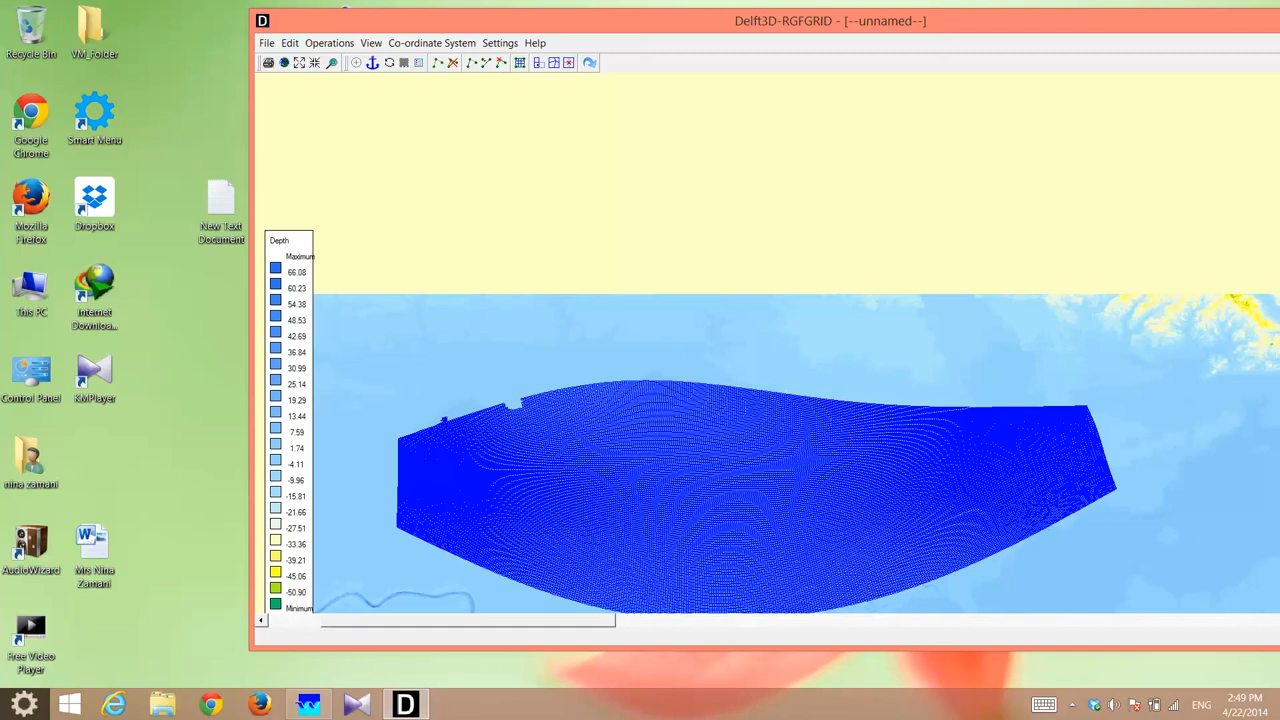 Delft3D-RGFGRID - [--unnamed--]
File Edit Operations View Co-ordinate System Settings Help
Recycle Bin
VM_Folder
Google Chrome
Smart Menu
Mozilla Firefox
Dropbox
New Text Document
This PC
Internet Downloa...
Control Panel
KMPlayer
nina zamani
AudioWizard
Mrs Nina Zamani
Free Video Player
Depth
Maximum
66.08
60.23
54.38
48.53
42.69
36.84
30.99
25.14
19.29
13.44
7.59
1.74
-4.11
-9.96
-15.81
-21.66
-27.51
-33.36
-39.21
-45.06
-50.90
Minimum
ENG
2:49 PM
4/22/2014